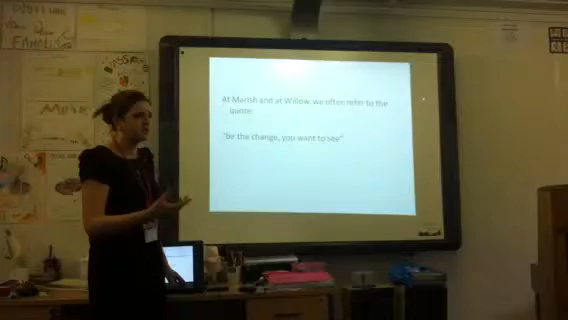 At Marish and at Willow we often refer to the
quote:
"be the change, you want to see"